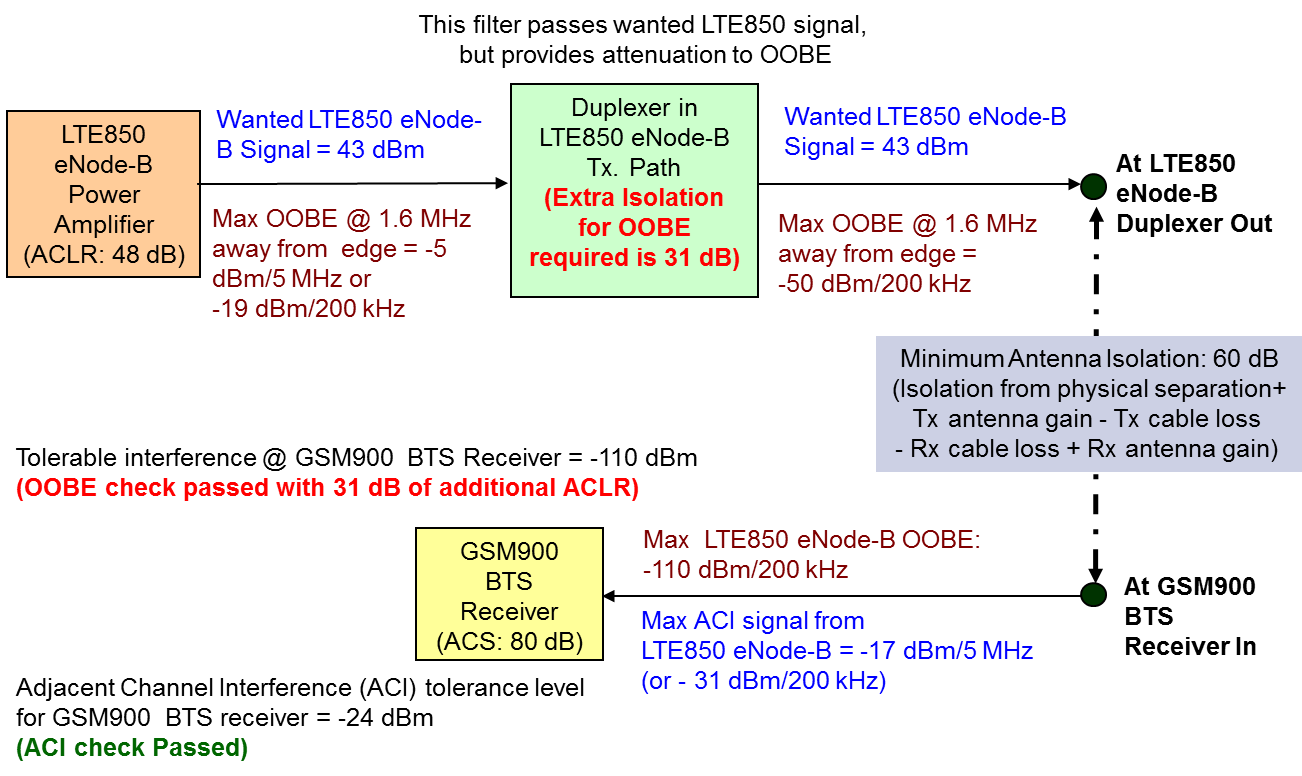 This filter passes wanted LTE850 signal,
but provides attenuation to OOBE
LTE850
eNode-B
Power
Amplifier
(ACLR: 48 dB)
Wanted LTE850 eNode-
B Signal = 43 dBm
Max OOBE @ 1.6 MHz
away from edge = -5
dBm/5 MHz or
-19 dBm/200 kHz
Duplexer in
LTE850 eNode-B
Tx. Path
(Extra Isolation
for OOBE
required is 31 dB)
Wanted LTE850 eNode-B
Signal = 43 dBm
Max OOBE @ 1.6 MHz
away from edge =
-50 dBm/200 kHz
At LTE850
eNode-B
Duplexer Out
Minimum Antenna Isolation: 60 dB
(Isolation from physical separation+
Tx antenna gain - Tx cable loss
- Rx cable loss + Rx antenna gain)
Tolerable interference @ GSM900 BTS Receiver = -110 dBm
(OOBE check passed with 31 dB of additional ACLR)
GSM900
BTS
Receiver
(ACS: 80 dB)
Max LTE850 eNode-B OOBE:
-110 dBm/200 kHz
Max ACI signal from
LTE850 eNode-B = -17 dBm/5 MHz
(or - 31 dBm/200 kHz)
At GSM900
BTS
Receiver In
Adjacent Channel Interference (ACI) tolerance level
for GSM900 BTS receiver = -24 dBm
(ACI check Passed)